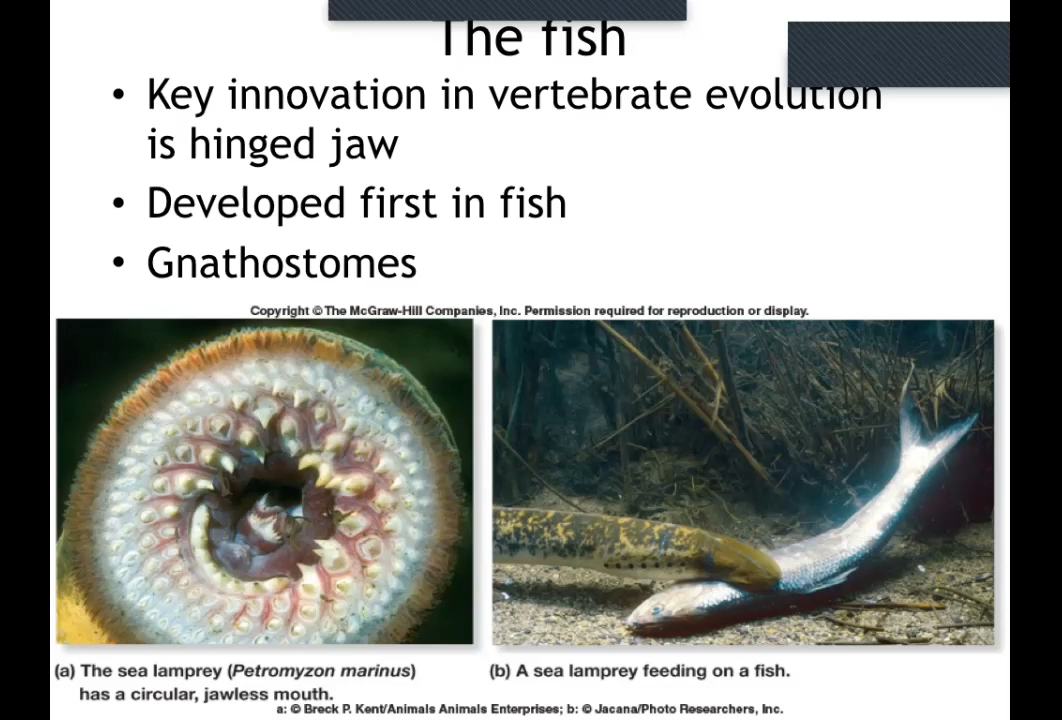 The fish
• Key innovation in vertebrate evolution
is hinged jaw
• Developed first in fish
• Gnathostomes
Copyright © The McGraw-Hill Companies, Inc. Permission required for reproduction or display.
(a) The sea lamprey (Petromyzon marinus)
has a circular, jawless mouth.
(b) A sea lamprey feeding on a fish.
a: © Breck P. Kent/Animals Animals Enterprises; b: © Jacana/Photo Researchers, Inc.